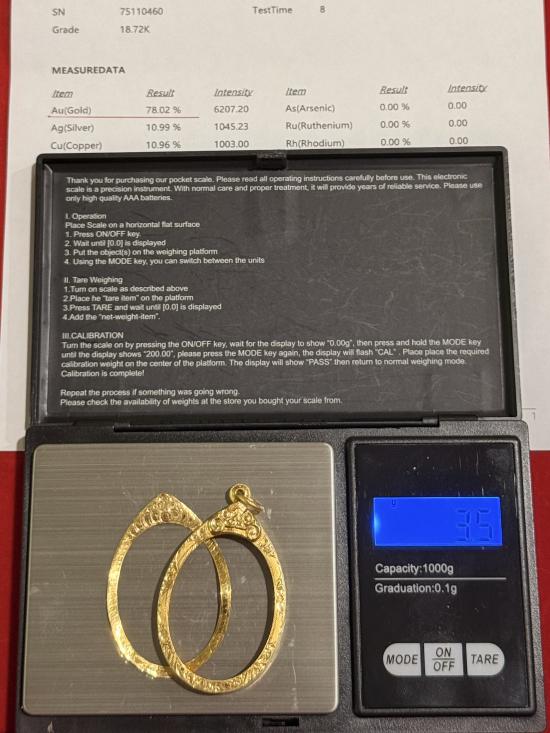 SN 75110460 TestTime 8
Grade 18.72K
MEASUREDATA
Item Result Intensity Item Result Intensity
Au(Gold) 78.02 % 6207.20 As(Arsenic) 0.00 % 0.00
Ag(Silver) 10.99 % 1045.23 Ru(Ruthenium) 0.00 % 0.00
Cu(Copper) 10.96 % 1003.00 Rh(Rhodium) 0.00 % 0.00
Thank you for purchasing our pocket scale. Please read all operating instructions carefully before use. This electronic
scale is a precision instrument. With normal care and proper treatment, it will provide years of reliable service. Please use
only high quality AAA batteries.
I. Operation
Place Scale on a horizontal flat surface
1. Press ON/OFF key.
2. Wait until [0.0] is displayed
3. Put the object(s) on the weighing platform
4. Using the MODE key, you can switch between the units
II. Tare Weighing
1.Turn on scale as described above
2.Place he "tare item" on the platform
3.Press TARE and wait until [0.0] is displayed
4.Add the "net-weight-item".
III.CALIBRATION
Turn the scale on by pressing the ON/OFF key, wait for the display to show "0.00g", then press and hold the MODE key
until the display shows "200.00", please press the MODE key again, the display will flash "CAL" . Place place the required
calibration weight on the center of the platform. The display will show "PASS" then return to normal weighing mode.
Calibration is complete!
Repeat the process if something was going wrong.
Please check the availability of weights at the store you bought your scale from.
1
g
3.5
Capacity:1000g
Graduation:0.1g
MODE ON/OFF TARE